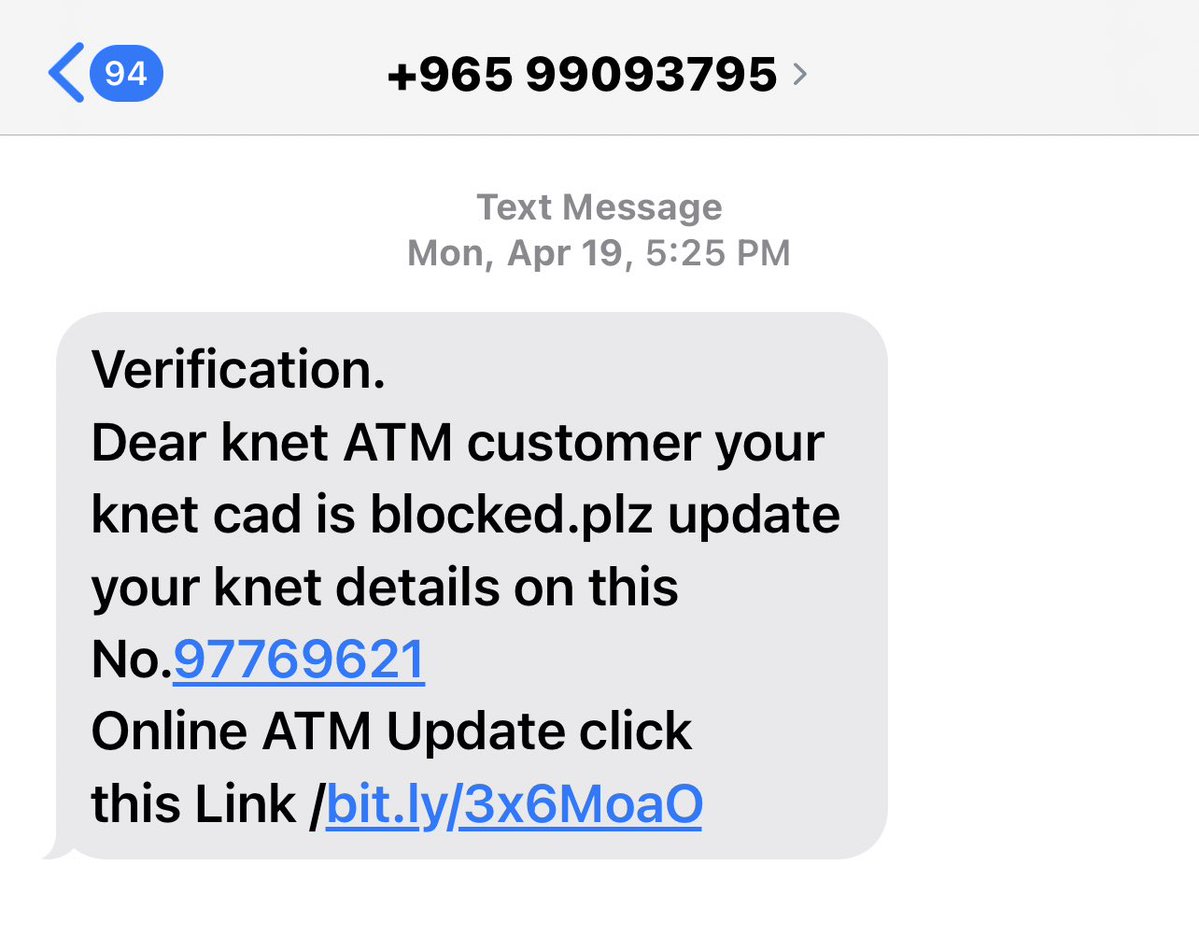 94
+965 99093795
Text Message
Mon, Apr 19, 5:25 PM
Verification.
Dear knet ATM customer your
knet cad is blocked.plz update
your knet details on this
No.97769621
Online ATM Update click
this Link /bit.ly/3x6MoaO